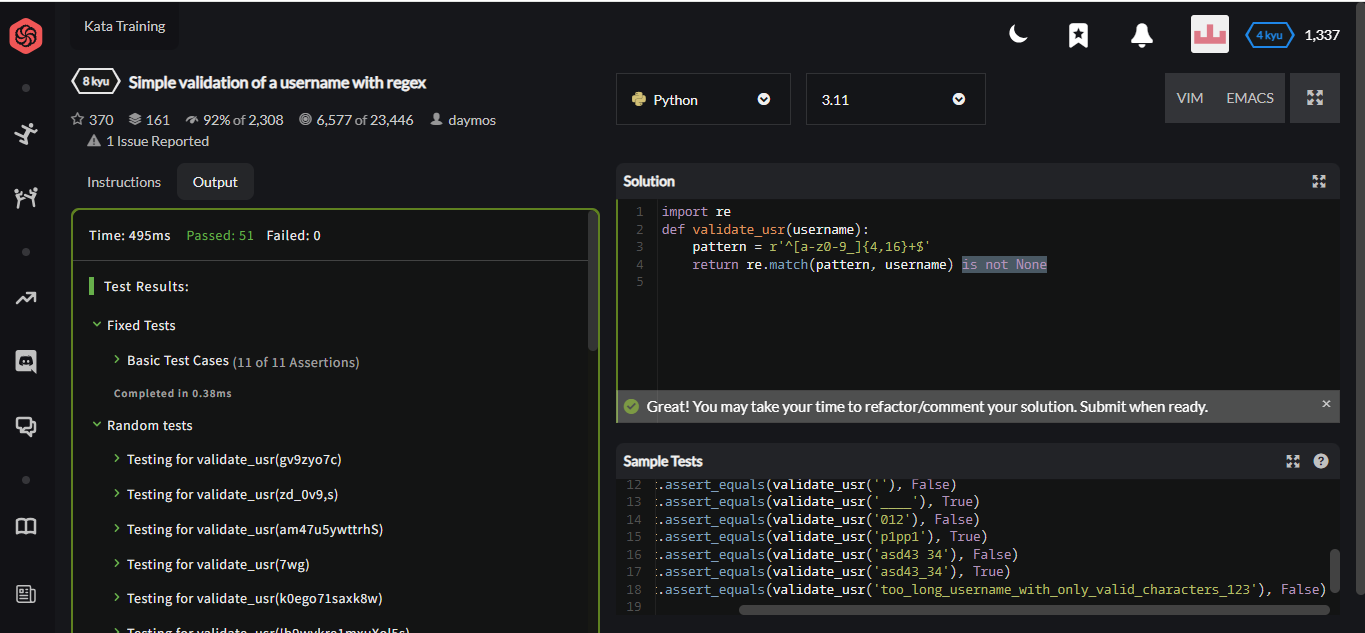 Kata Training
4 kyu 1,337
8 kyu Simple validation of a username with regex
370 161 92% of 2,308 6,577 of 23,446 daymos
1 Issue Reported
Python
3.11
VIM EMACS
Instructions Output
Time: 495ms Passed: 51 Failed: 0
Test Results:
Fixed Tests
Basic Test Cases (11 of 11 Assertions)
Completed in 0.38ms
Random tests
Testing for validate_usr(gv9zyo7c)
Testing for validate_usr(zd_0v9,s)
Testing for validate_usr(am47u5ywttrhS)
Testing for validate_usr(7wg)
Testing for validate_usr(k0ego71saxk8w)
Solution
1 import re
2 def validate_usr(username):
3 pattern = r'^[a-z0-9_]{4,16}+$'
4 return re.match(pattern, username) is not None
5
Great! You may take your time to refactor/comment your solution. Submit when ready. ×
Sample Tests ?
12 .assert_equals(validate_usr(''), False)
13 .assert_equals(validate_usr('____'), True)
14 .assert_equals(validate_usr('012'), False)
15 .assert_equals(validate_usr('p1pp1'), True)
16 .assert_equals(validate_usr('asd43 34'), False)
17 .assert_equals(validate_usr('asd43_34'), True)
18 .assert_equals(validate_usr('too_long_username_with_only_valid_characters_123'), False)
19